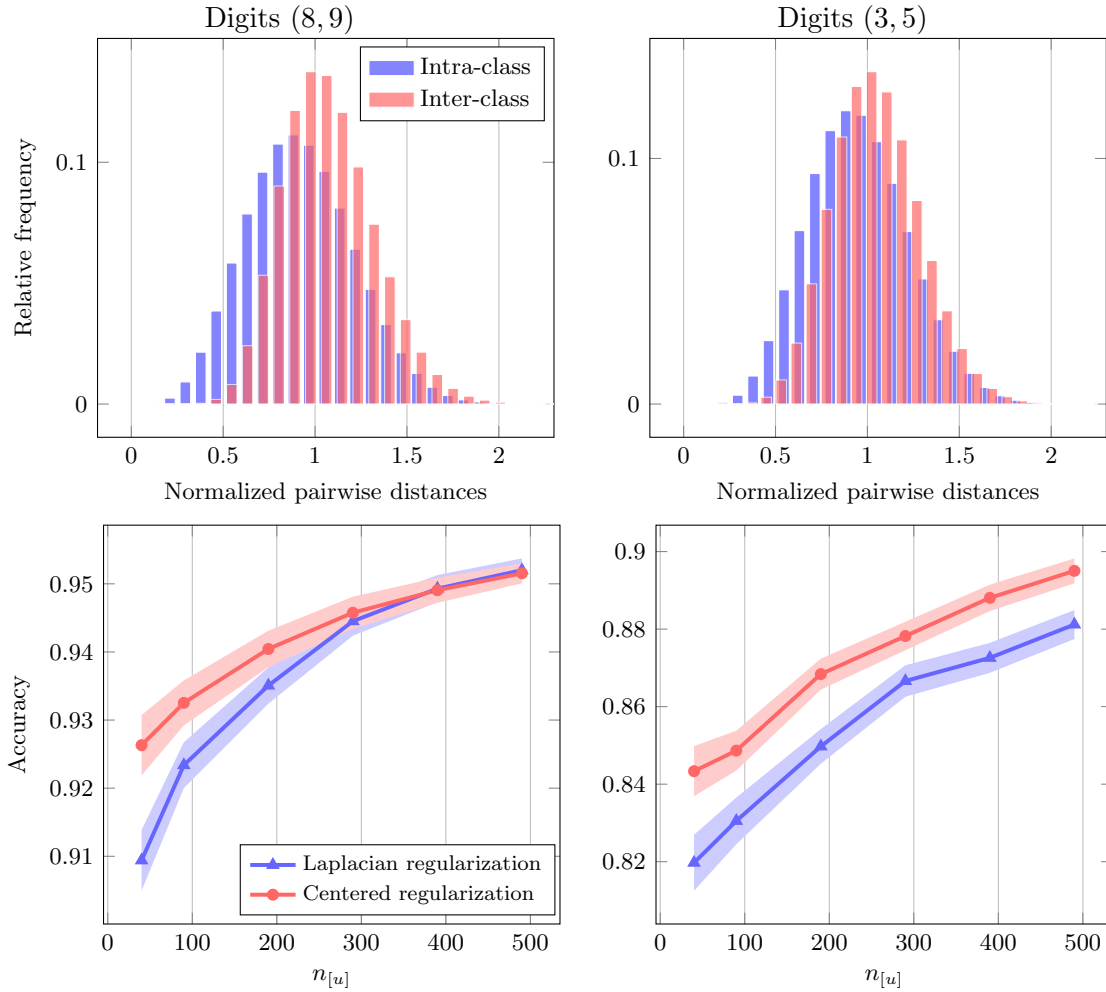 Digits (8, 9)
Intra-class
Inter-class
0.1
0
Relative frequency
0 0.5 1 1.5 2
Normalized pairwise distances
Digits (3, 5)
0.1
0
0 0.5 1 1.5 2
Normalized pairwise distances
0.95
0.94
0.93
0.92
0.91
Accuracy
Laplacian regularization
Centered regularization
0 100 200 300 400 500
n[u]
0.9
0.88
0.86
0.84
0.82
0 100 200 300 400 500
n[u]